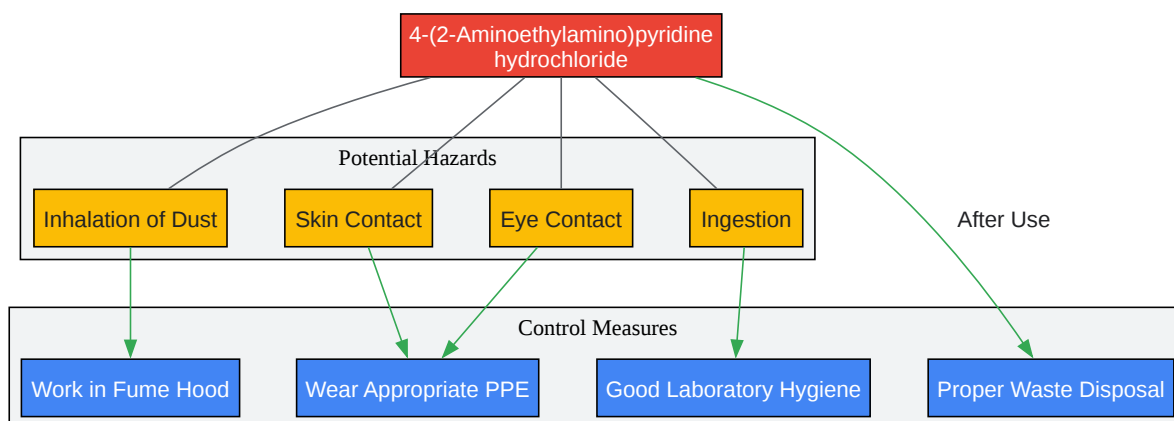 4-(2-Aminoethylamino)pyridine
hydrochloride
Potential Hazards
Inhalation of Dust
Skin Contact
Eye Contact
Ingestion
After Use
Control Measures
Work in Fume Hood
Wear Appropriate PPE
Good Laboratory Hygiene
Proper Waste Disposal